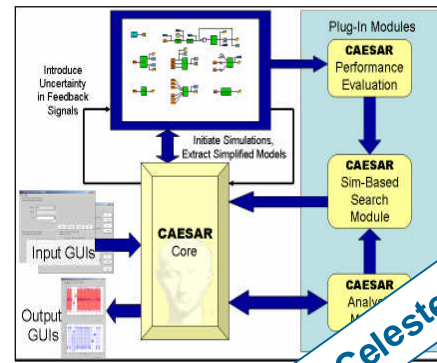 Plug-In Modules
Introduce
Uncertainty
in Feedback
Signals
CAESAR
Performance
Evaluation
Initiate Simulations,
Extract Simplified Models
CAESAR
Sim-Based
Search
Module
CAESAR
Core
Input GUIs
Output
GUIs
CAESAR
Celeste